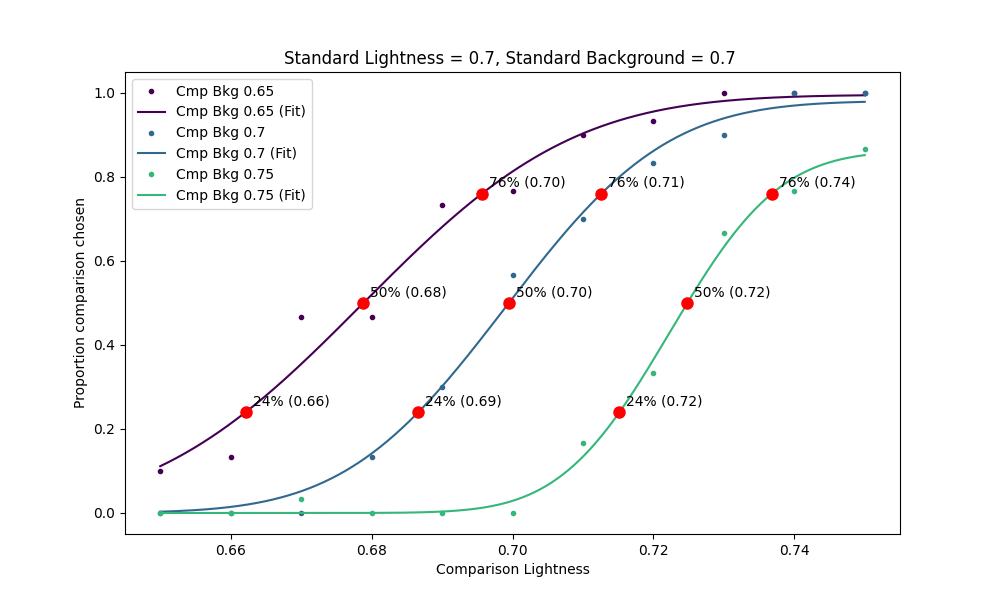 Standard Lightness = 0.7, Standard Background = 0.7
Cmp Bkg 0.65
Cmp Bkg 0.65 (Fit)
Cmp Bkg 0.7
Cmp Bkg 0.7 (Fit)
Cmp Bkg 0.75
Cmp Bkg 0.75 (Fit)
76% (0.70)
76% (0.71)
76% (0.74)
50% (0.68)
50% (0.70)
50% (0.72)
24% (0.66)
24% (0.69)
24% (0.72)
Proportion comparison chosen
1.0
0.8
0.6
0.4
0.2
0.0
0.66
0.68
0.70
0.72
0.74
Comparison Lightness